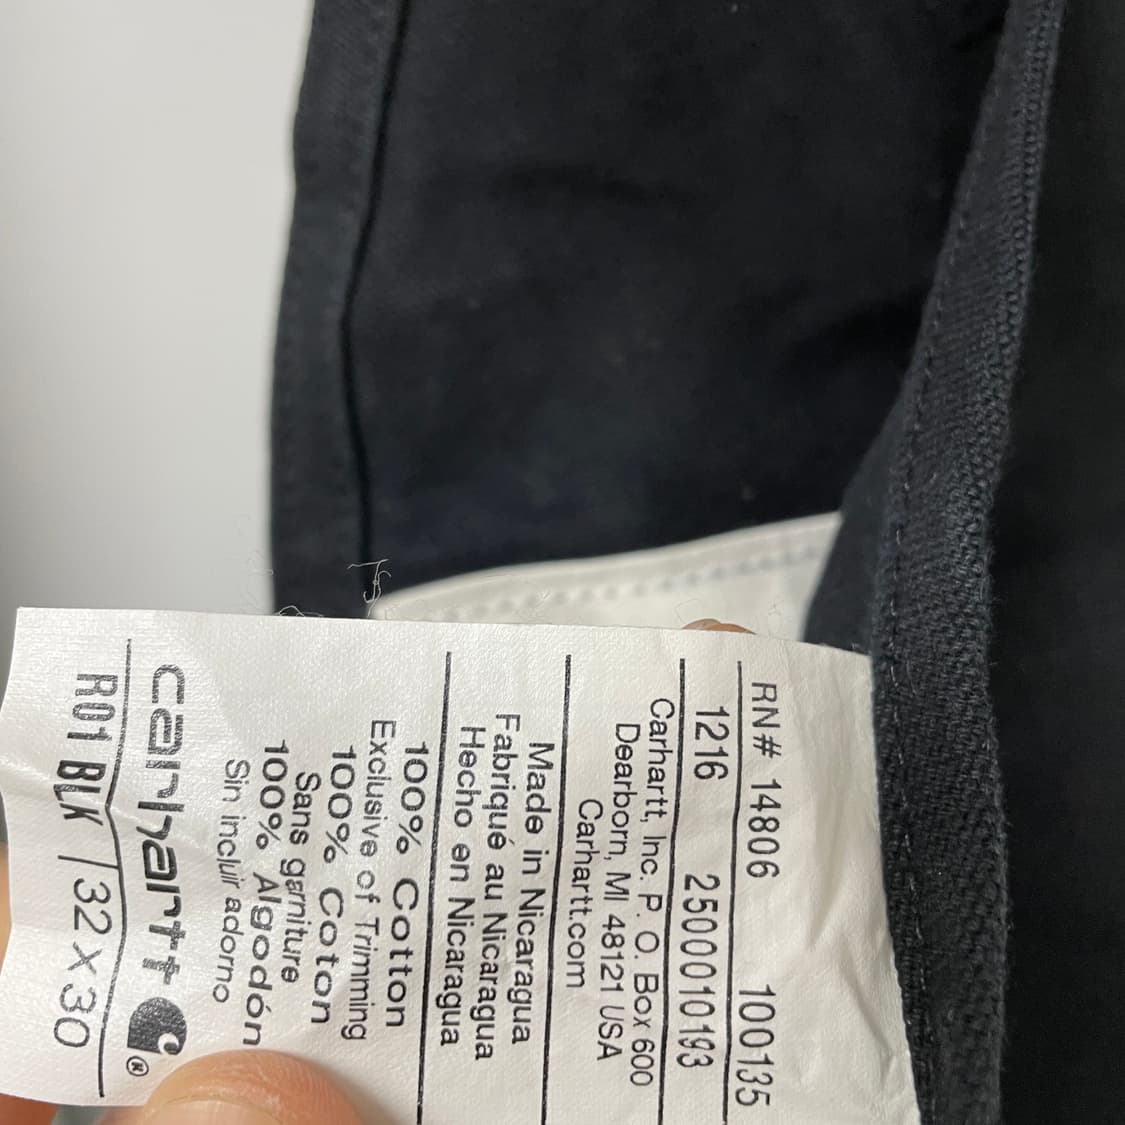 RN# 14806 100135
1216 2500010193
Carhartt, Inc. P. O. Box 600
Dearborn, MI 48121 USA
Carhartt.com
Made in Nicaragua
Fabriqué au Nicaragua
Hecho en Nicaragua
100% Cotton
Exclusive of Trimming
100% Coton
Sans garniture
100% Algodón
Sin incluir adorno
carhartt ®
R01 BLK / 32 x 30